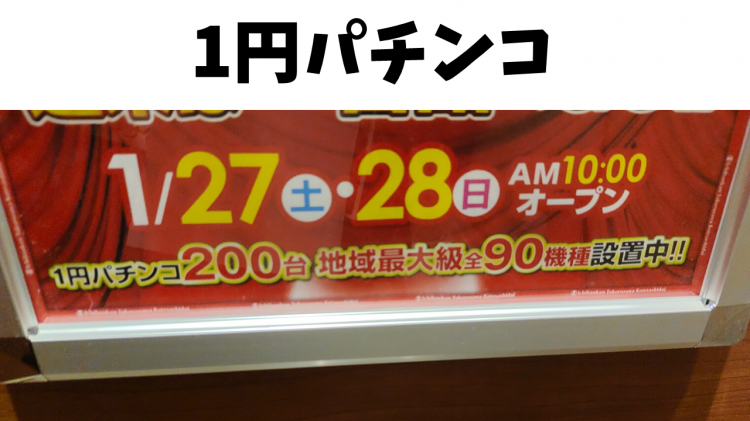 1円パチンコ
1/27土・28日 AM10:00
オープン
1円パチンコ200台 地域最大級全90機種設置中!!